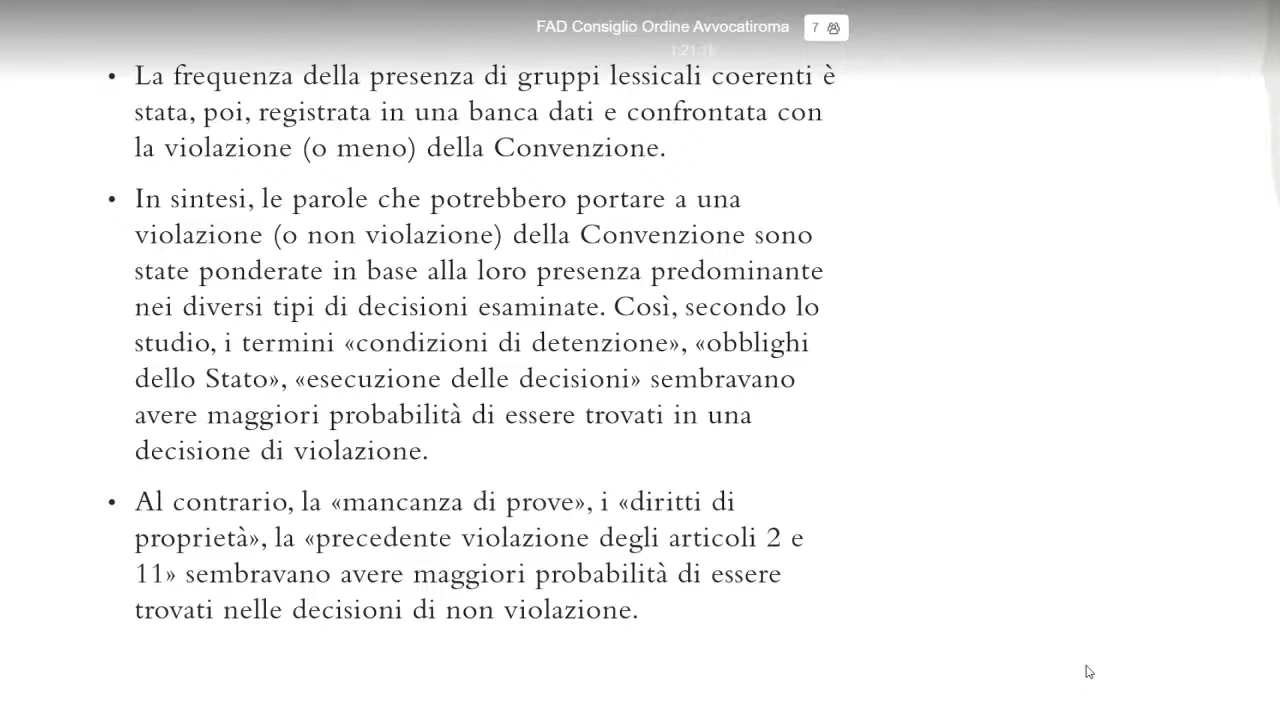 FAD Consiglio Ordine Avvocatiroma 7
1:21:16
• La frequenza della presenza di gruppi lessicali coerenti è
stata, poi, registrata in una banca dati e confrontata con
la violazione (o meno) della Convenzione.
• In sintesi, le parole che potrebbero portare a una
violazione (o non violazione) della Convenzione sono
state ponderate in base alla loro presenza predominante
nei diversi tipi di decisioni esaminate. Così, secondo lo
studio, i termini «condizioni di detenzione», «obblighi
dello Stato», «esecuzione delle decisioni» sembravano
avere maggiori probabilità di essere trovati in una
decisione di violazione.
• Al contrario, la «mancanza di prove», i «diritti di
proprietà», la «precedente violazione degli articoli 2 e
11» sembravano avere maggiori probabilità di essere
trovati nelle decisioni di non violazione.